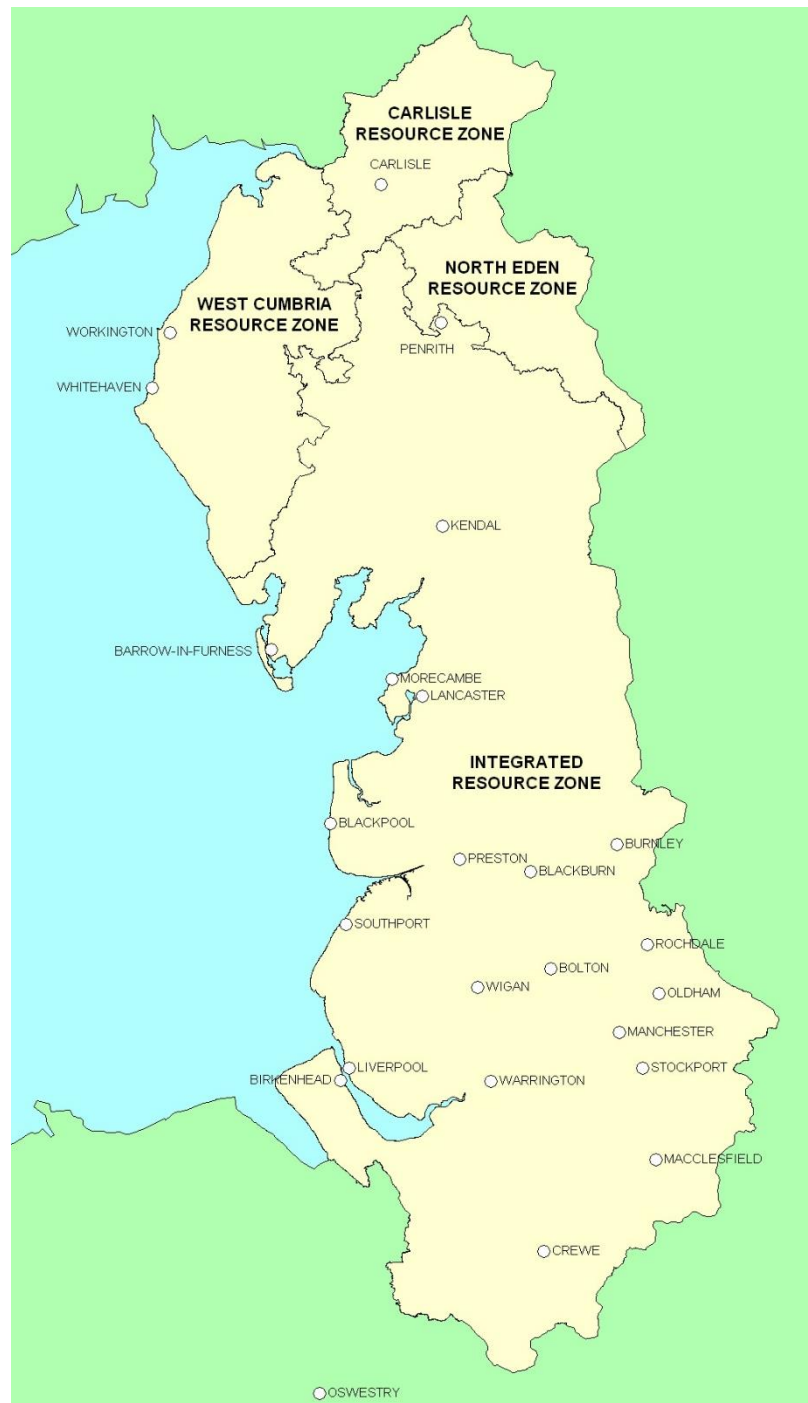 CARLISLE
RESOURCE ZONE
CARLISLE
NORTH EDEN
RESOURCE ZONE
WEST CUMBRIA
RESOURCE ZONE
WORKINGTON
PENRITH
WHITEHAVEN
KENDAL
BARROW-IN-FURNESS
MORECAMBE
LANCASTER
INTEGRATED
RESOURCE ZONE
BLACKPOOL
BURNLEY
PRESTON
BLACKBURN
SOUTHPORT
ROCHDALE
BOLTON
WIGAN
OLDHAM
MANCHESTER
LIVERPOOL
STOCKPORT
BIRKENHEAD
WARRINGTON
MACCLESFIELD
CREWE
OSWESTRY